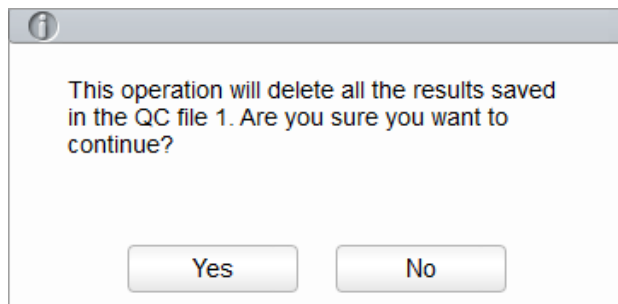 This operation will delete all the results saved
in the QC file 1. Are you sure you want to
continue?
Yes
No